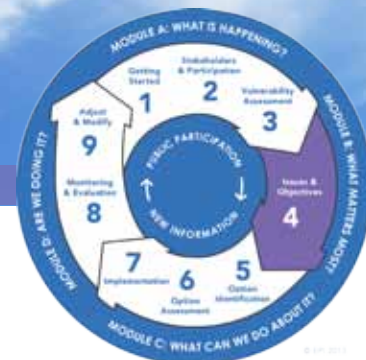 MODULE A: WHAT IS HAPPENING?
Getting
Started
1
Stakeholders
& Participation
2
Vulnerability
Assessment
3
MODULE B: WHAT MATTERS MOST?
Issues &
Objectives
4
MODULE C: WHAT CAN WE DO ABOUT IT?
5
Option
Identification
6
Option
Assessment
7
Implementation
MODULE D: ARE WE DOING IT?
Monitoring
& Evaluation
8
Adjust
& Modify
9
PUBLIC PARTICIPATION
NEW INFORMATION